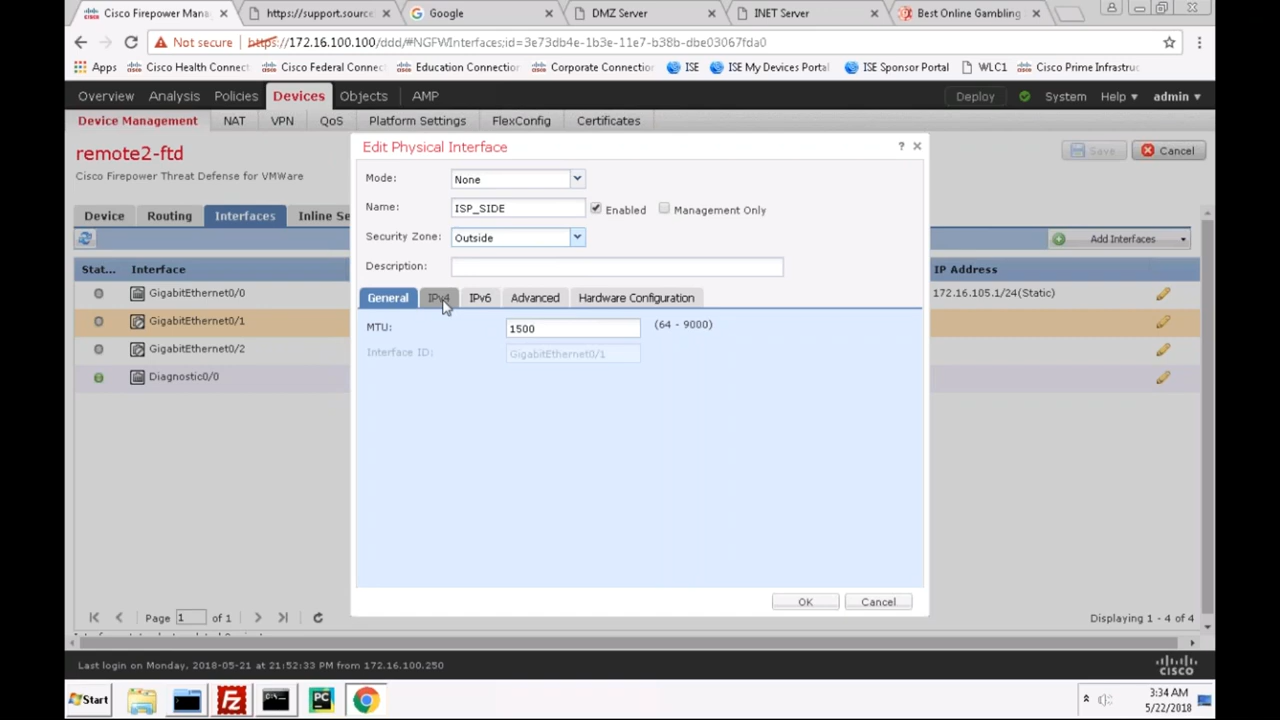 Cisco Firepower Mana
https://support.source
Google
DMZ Server
INET Server
Best Online Gambling
Not secure https://172.16.100.100/ddd/#NGFWInterfaces;id=3e73db4e-1b3e-11e7-b38b-dbe03067fda0
Apps Cisco Health Connect Cisco Federal Connec Education Connection Corporate Connection ISE ISE My Devices Portal ISE Sponsor Portal WLC1 Cisco Prime Infrastruc
Overview Analysis Policies Devices Objects AMP Deploy System Help admin
Device Management NAT VPN QoS Platform Settings FlexConfig Certificates
remote2-ftd
Cisco Firepower Threat Defense for VMWare
Save Cancel
Device Routing Interfaces Inline Se
Add Interfaces
Stat... Interface IP Address
GigabitEthernet0/0 172.16.105.1/24(Static)
GigabitEthernet0/1
GigabitEthernet0/2
Diagnostic0/0
Edit Physical Interface ?
Mode: None
Name: ISP_SIDE Enabled Management Only
Security Zone: Outside
Description:
General IPv4 IPv6 Advanced Hardware Configuration
MTU: 1500 (64 - 9000)
Interface ID: GigabitEthernet0/1
OK Cancel
Page 1 of 1 Displaying 1 - 4 of 4
Last login on Monday, 2018-05-21 at 21:52:33 PM from 172.16.100.250
CISCO
Start
FZ
PC
3:34 AM
5/22/2018